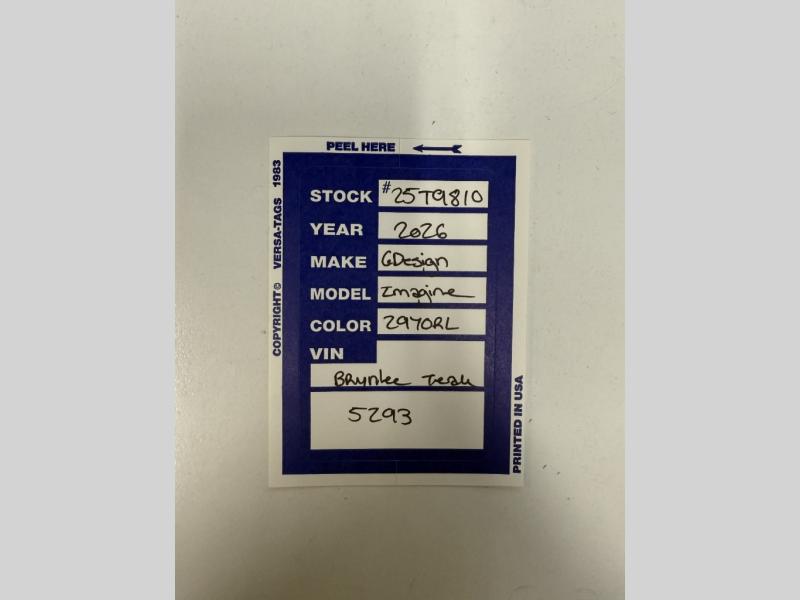 PEEL HERE
COPYRIGHT© VERSA-TAGS 1983
STOCK #25T9810
YEAR 2026
MAKE GDesign
MODEL Imagine
COLOR 2970RL
VIN
Brynlee Teak
5293
PRINTED IN USA